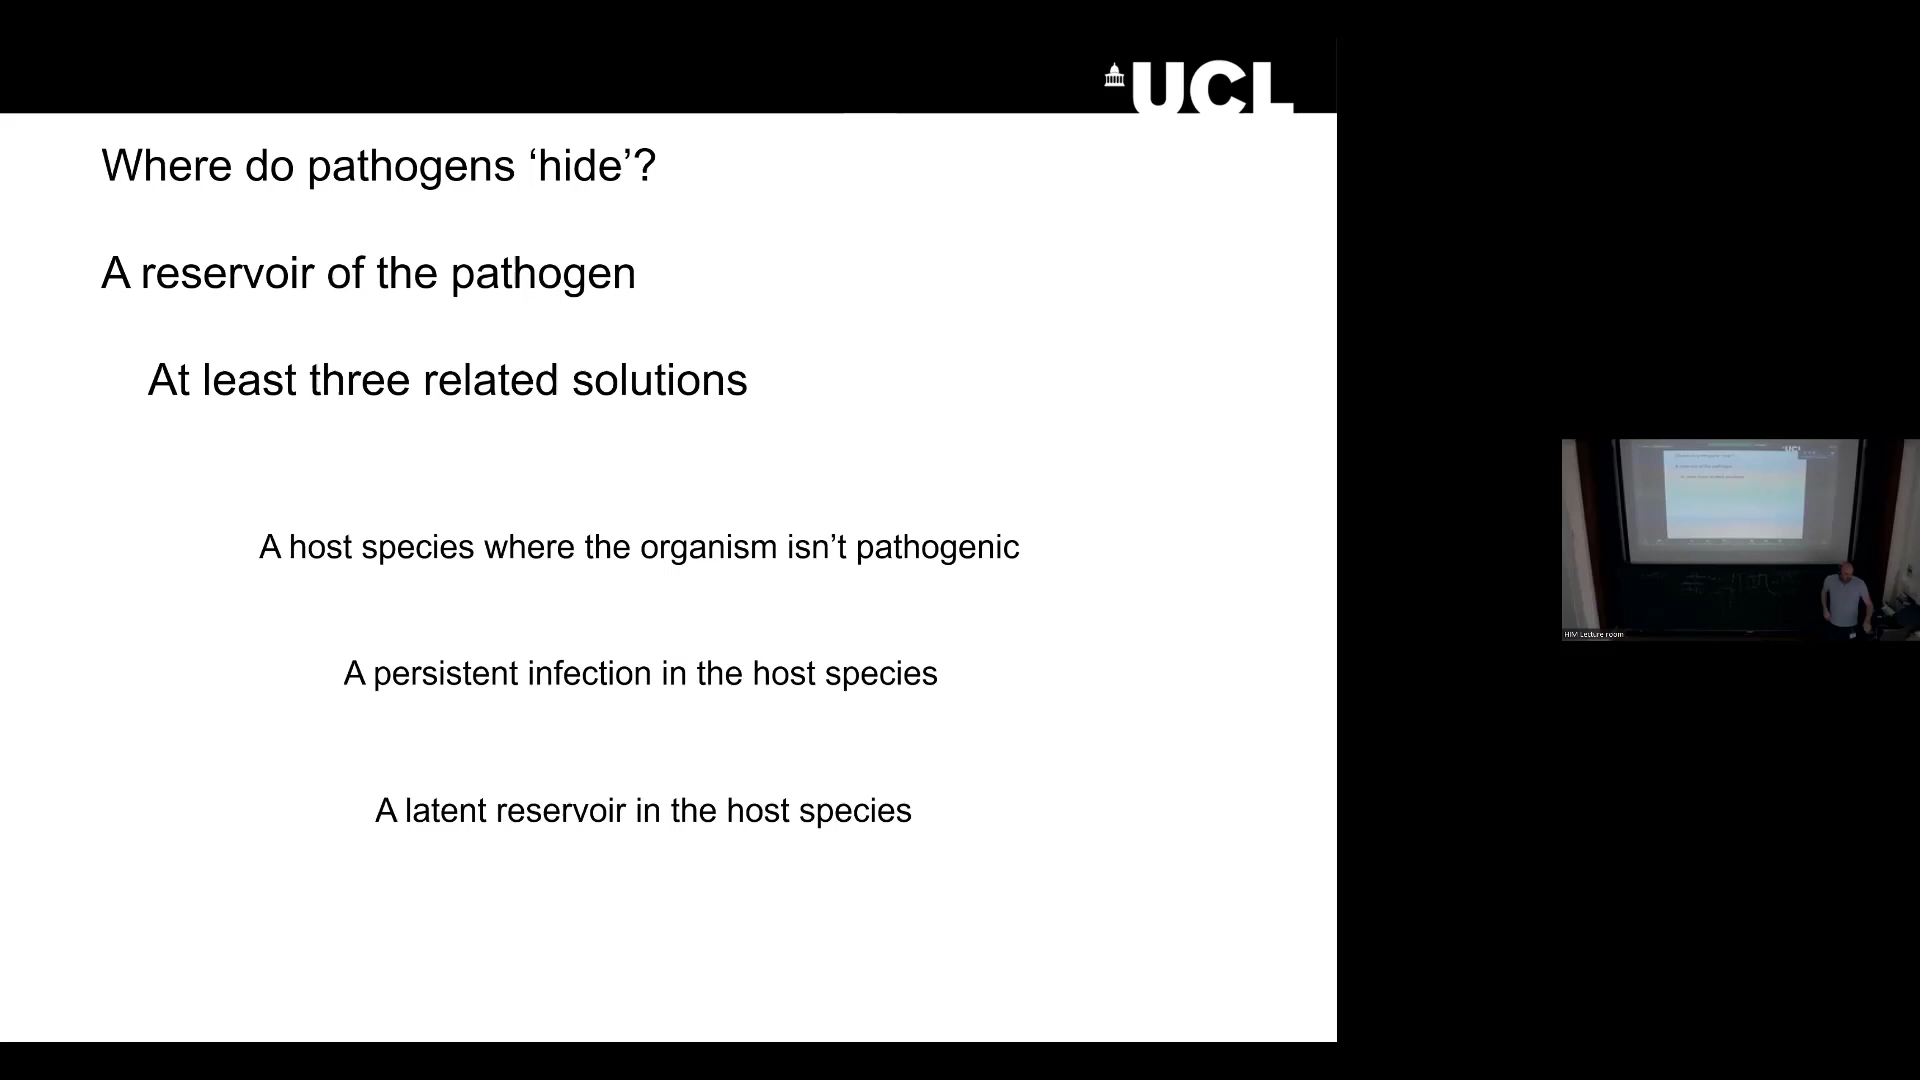 UCL
Where do pathogens ‘hide’?
A reservoir of the pathogen
At least three related solutions
A host species where the organism isn’t pathogenic
A persistent infection in the host species
A latent reservoir in the host species
HIM Lecture room